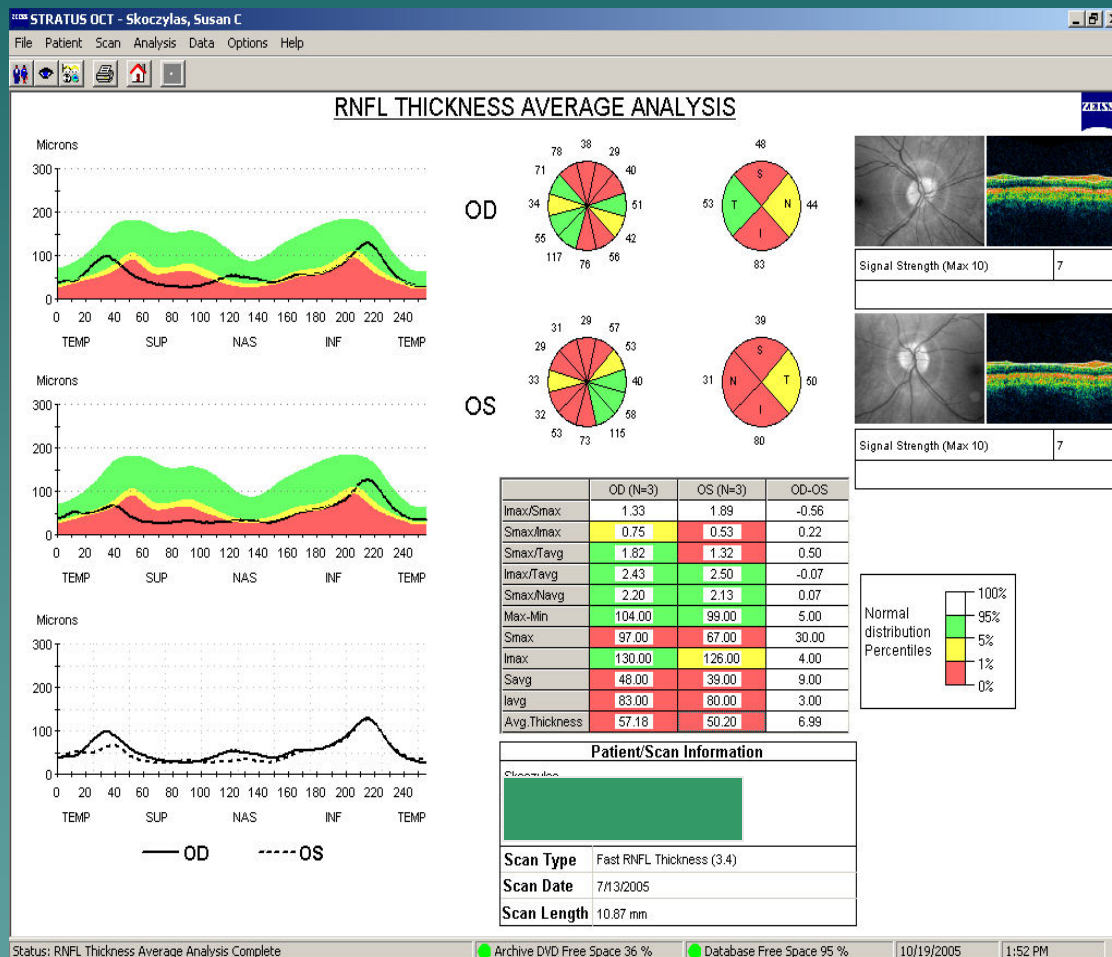 ZEISS STRATUS OCT - Skoczylas, Susan C
File Patient Scan Analysis Data Options Help
RNFL THICKNESS AVERAGE ANALYSIS
ZEISS
Microns
300
200
100
0
0 20 40 60 80 100 120 140 160 180 200 220 240
TEMP SUP NAS INF TEMP
OD
78 38 29
71 40
34 51
55 42
117 56
76
48
S
53 T N 44
I
83
Signal Strength (Max 10) 7
Microns
300
200
100
0
0 20 40 60 80 100 120 140 160 180 200 220 240
TEMP SUP NAS INF TEMP
OS
31 29 57
29 53
33 40
32 58
53 115
73
39
S
31 N T 50
I
80
Signal Strength (Max 10) 7
Microns
300
200
100
0
0 20 40 60 80 100 120 140 160 180 200 220 240
TEMP SUP NAS INF TEMP
OD OS
OD (N=3) OS (N=3) OD-OS
Imax/Smax 1.33 1.89 -0.56
Smax/Imax 0.75 0.53 0.22
Smax/Tavg 1.82 1.32 0.50
Imax/Tavg 2.43 2.50 -0.07
Smax/Navg 2.20 2.13 0.07
Max-Min 104.00 99.00 5.00
Smax 97.00 67.00 30.00
Imax 130.00 126.00 4.00
Savg 48.00 39.00 9.00
Iavg 83.00 80.00 3.00
Avg.Thickness 57.18 50.20 6.99
Normal
distribution
Percentiles
100%
95%
5%
1%
0%
Patient/Scan Information
Skoczylas
Scan Type Fast RNFL Thickness (3.4)
Scan Date 7/13/2005
Scan Length 10.87 mm
Status: RNFL Thickness Average Analysis Complete
Archive DVD Free Space 36 %
Database Free Space 95 %
10/19/2005
1:52 PM